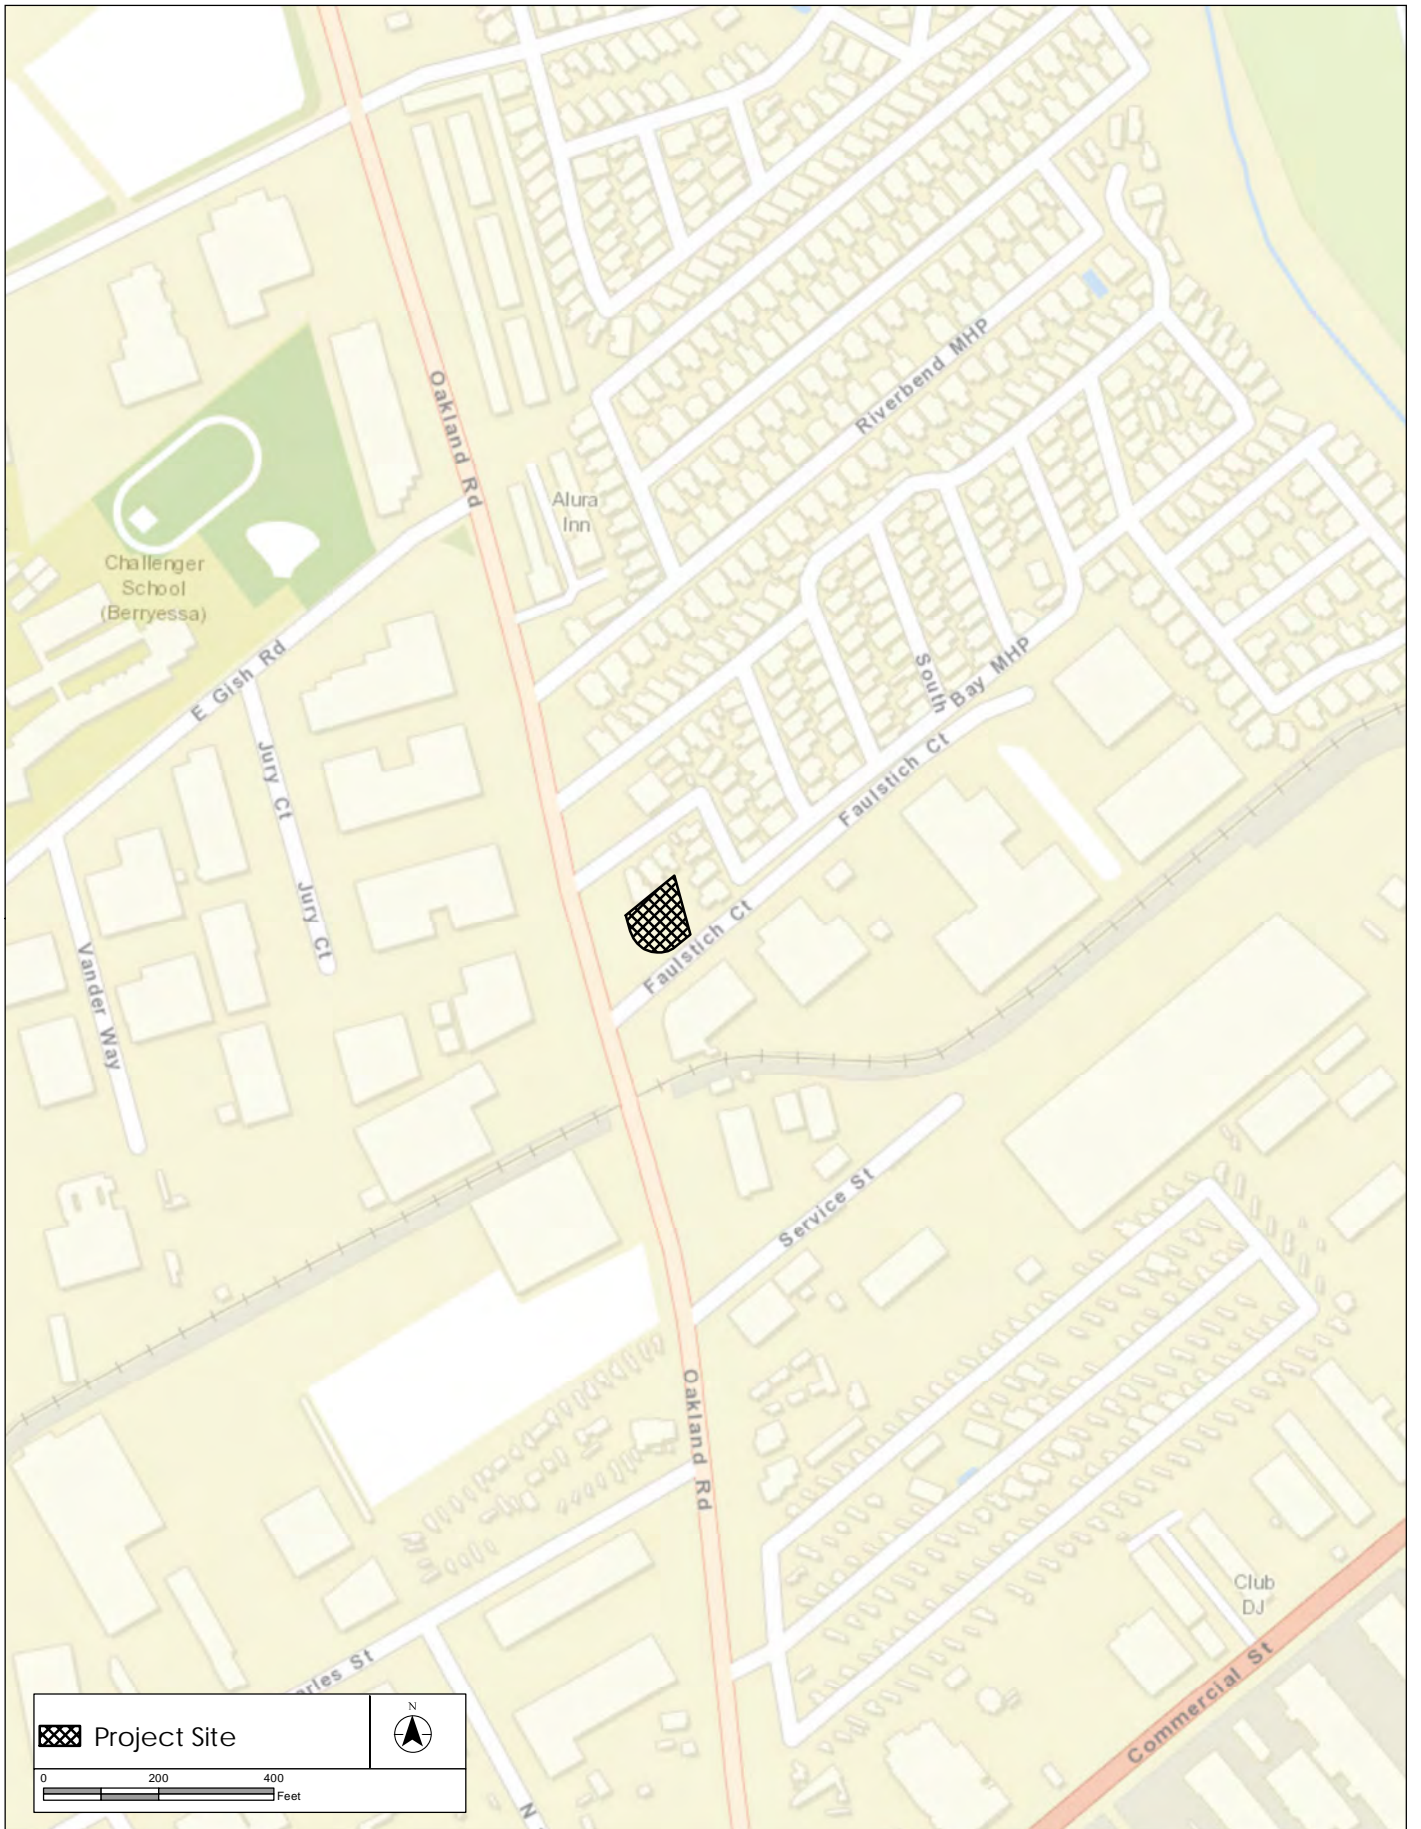 Oakland Rd
Riverbend MHP
Alura
Inn
Challenger
School
(Berryessa)
E Gish Rd
South
Bay MHP
Jury Ct
Faulstich Ct
Jury Ct
Faulstich Ct
Vander Way
Service St
Oakland Rd
Club
DJ
arles St
Commercial St
N
Project Site
0 200 400
Feet
N